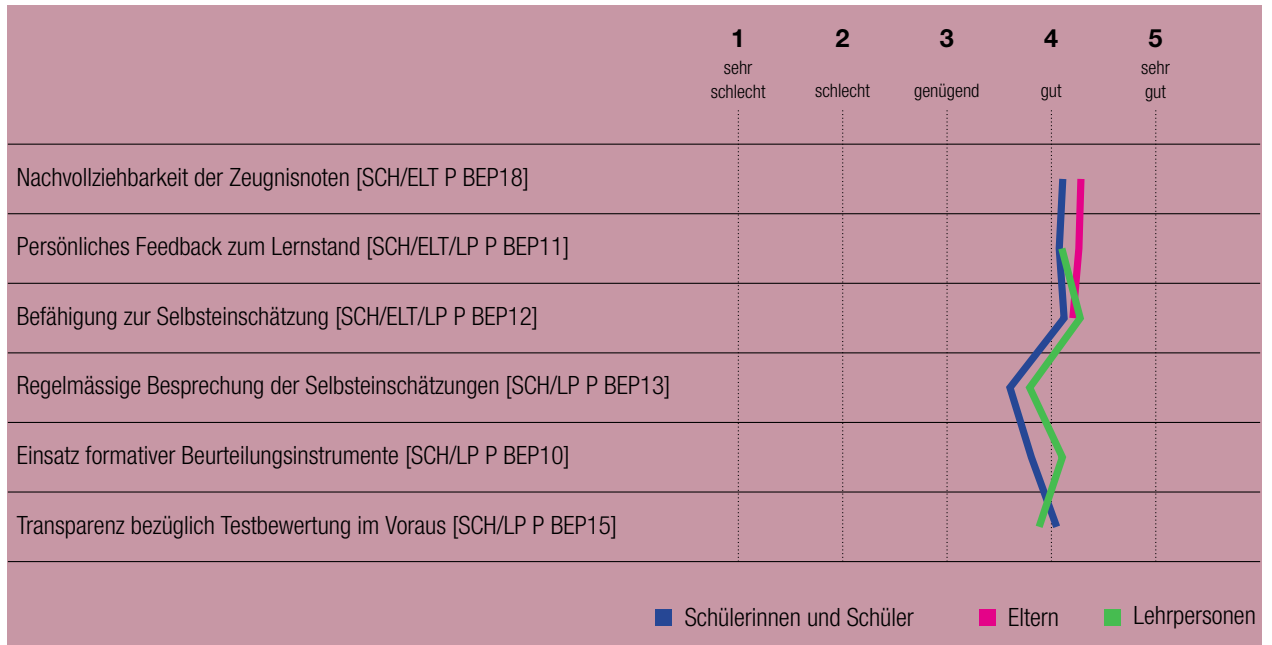 1 2 3 4 5
sehr schlecht schlecht genügend gut sehr gut
Nachvollziehbarkeit der Zeugnisnoten [SCH/ELT P BEP18]
Persönliches Feedback zum Lernstand [SCH/ELT/LP P BEP11]
Befähigung zur Selbsteinschätzung [SCH/ELT/LP P BEP12]
Regelmässige Besprechung der Selbsteinschätzungen [SCH/LP P BEP13]
Einsatz formativer Beurteilungsinstrumente [SCH/LP P BEP10]
Transparenz bezüglich Testbewertung im Voraus [SCH/LP P BEP15]
Schülerinnen und Schüler Eltern Lehrpersonen